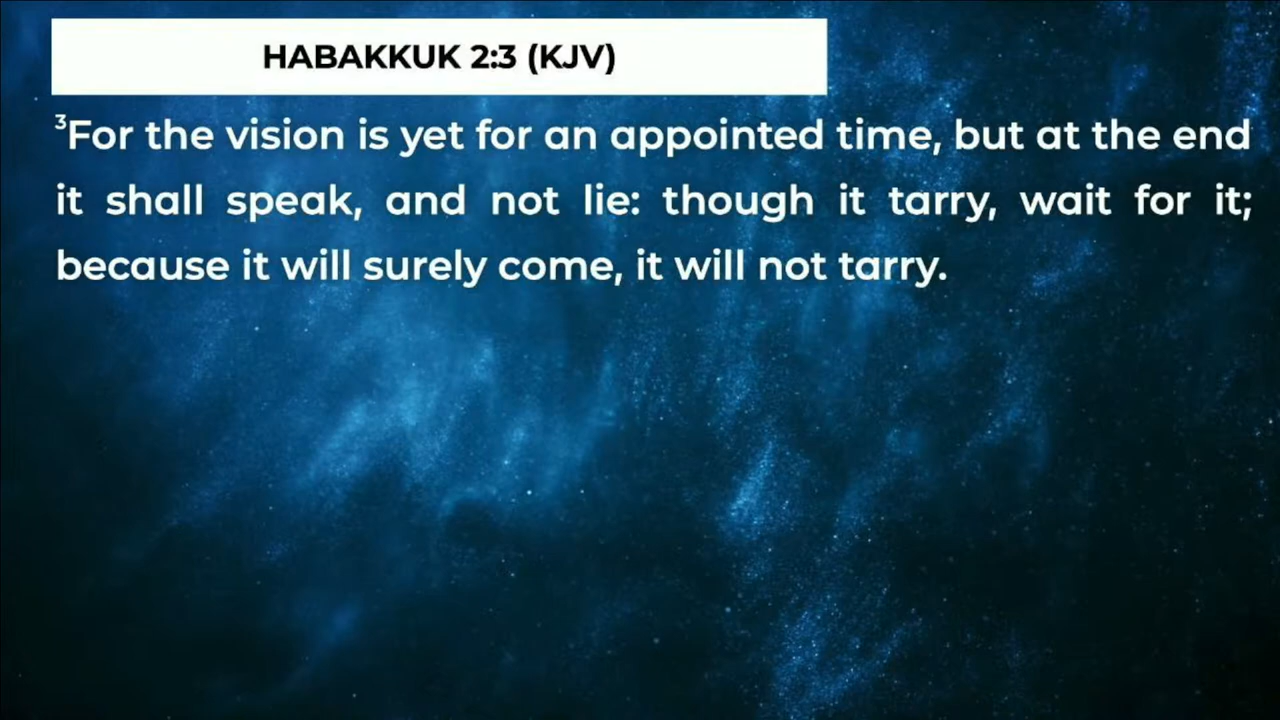 HABAKKUK 2:3 (KJV)
³For the vision is yet for an appointed time, but at the end
it shall speak, and not lie: though it tarry, wait for it;
because it will surely come, it will not tarry.